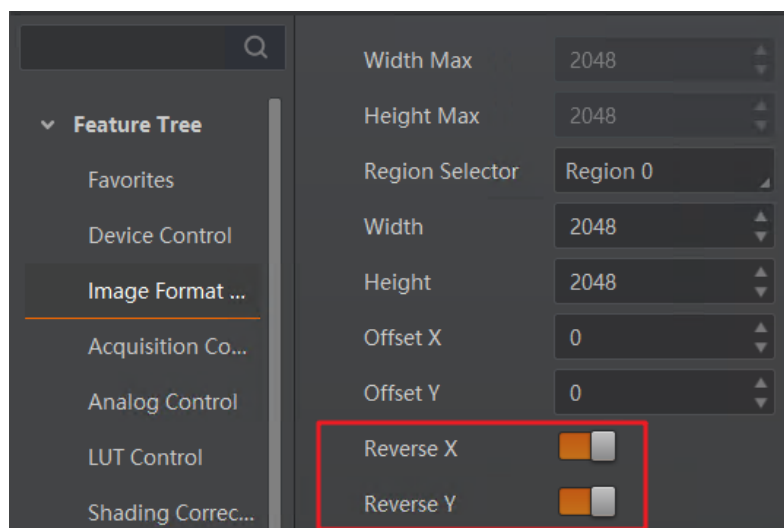 Feature Tree
Favorites
Device Control
Image Format ...
Acquisition Co...
Analog Control
LUT Control
Shading Correc...
Width Max 2048
Height Max 2048
Region Selector Region 0
Width 2048
Height 2048
Offset X 0
Offset Y 0
Reverse X
Reverse Y